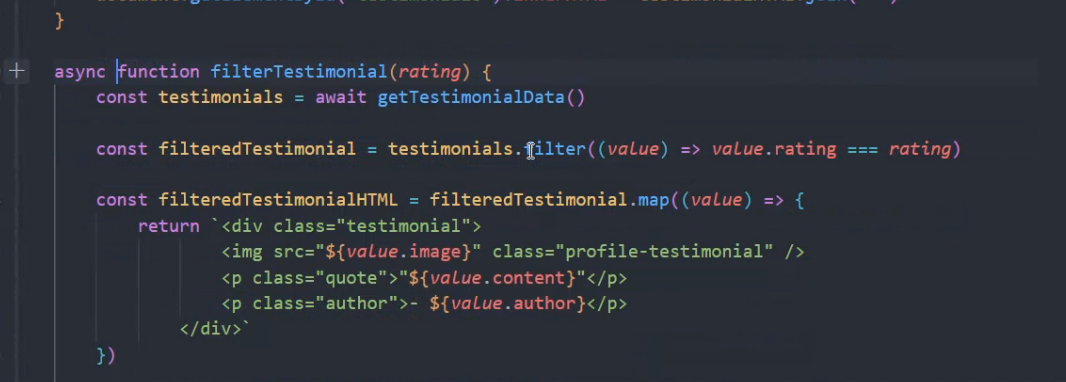 }
async function filterTestimonial(rating) {
const testimonials = await getTestimonialData()
const filteredTestimonial = testimonials.filter((value) => value.rating === rating)
const filteredTestimonialHTML = filteredTestimonial.map((value) => {
return `<div class="testimonial">
<img src="${value.image}" class="profile-testimonial" />
<p class="quote">"${value.content}"</p>
<p class="author">- ${value.author}</p>
</div>`
})